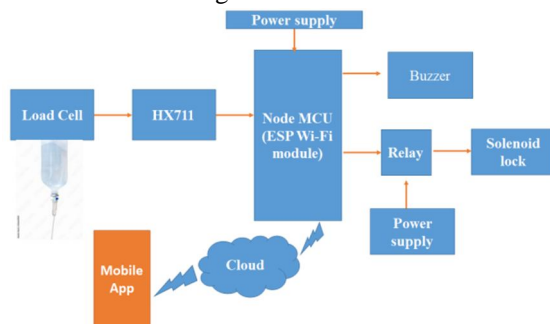 Power supply
Buzzer
Load Cell
HX711
Node MCU
(ESP Wi-Fi
module)
Relay
Solenoid
lock
Power
supply
Cloud
Mobile
App